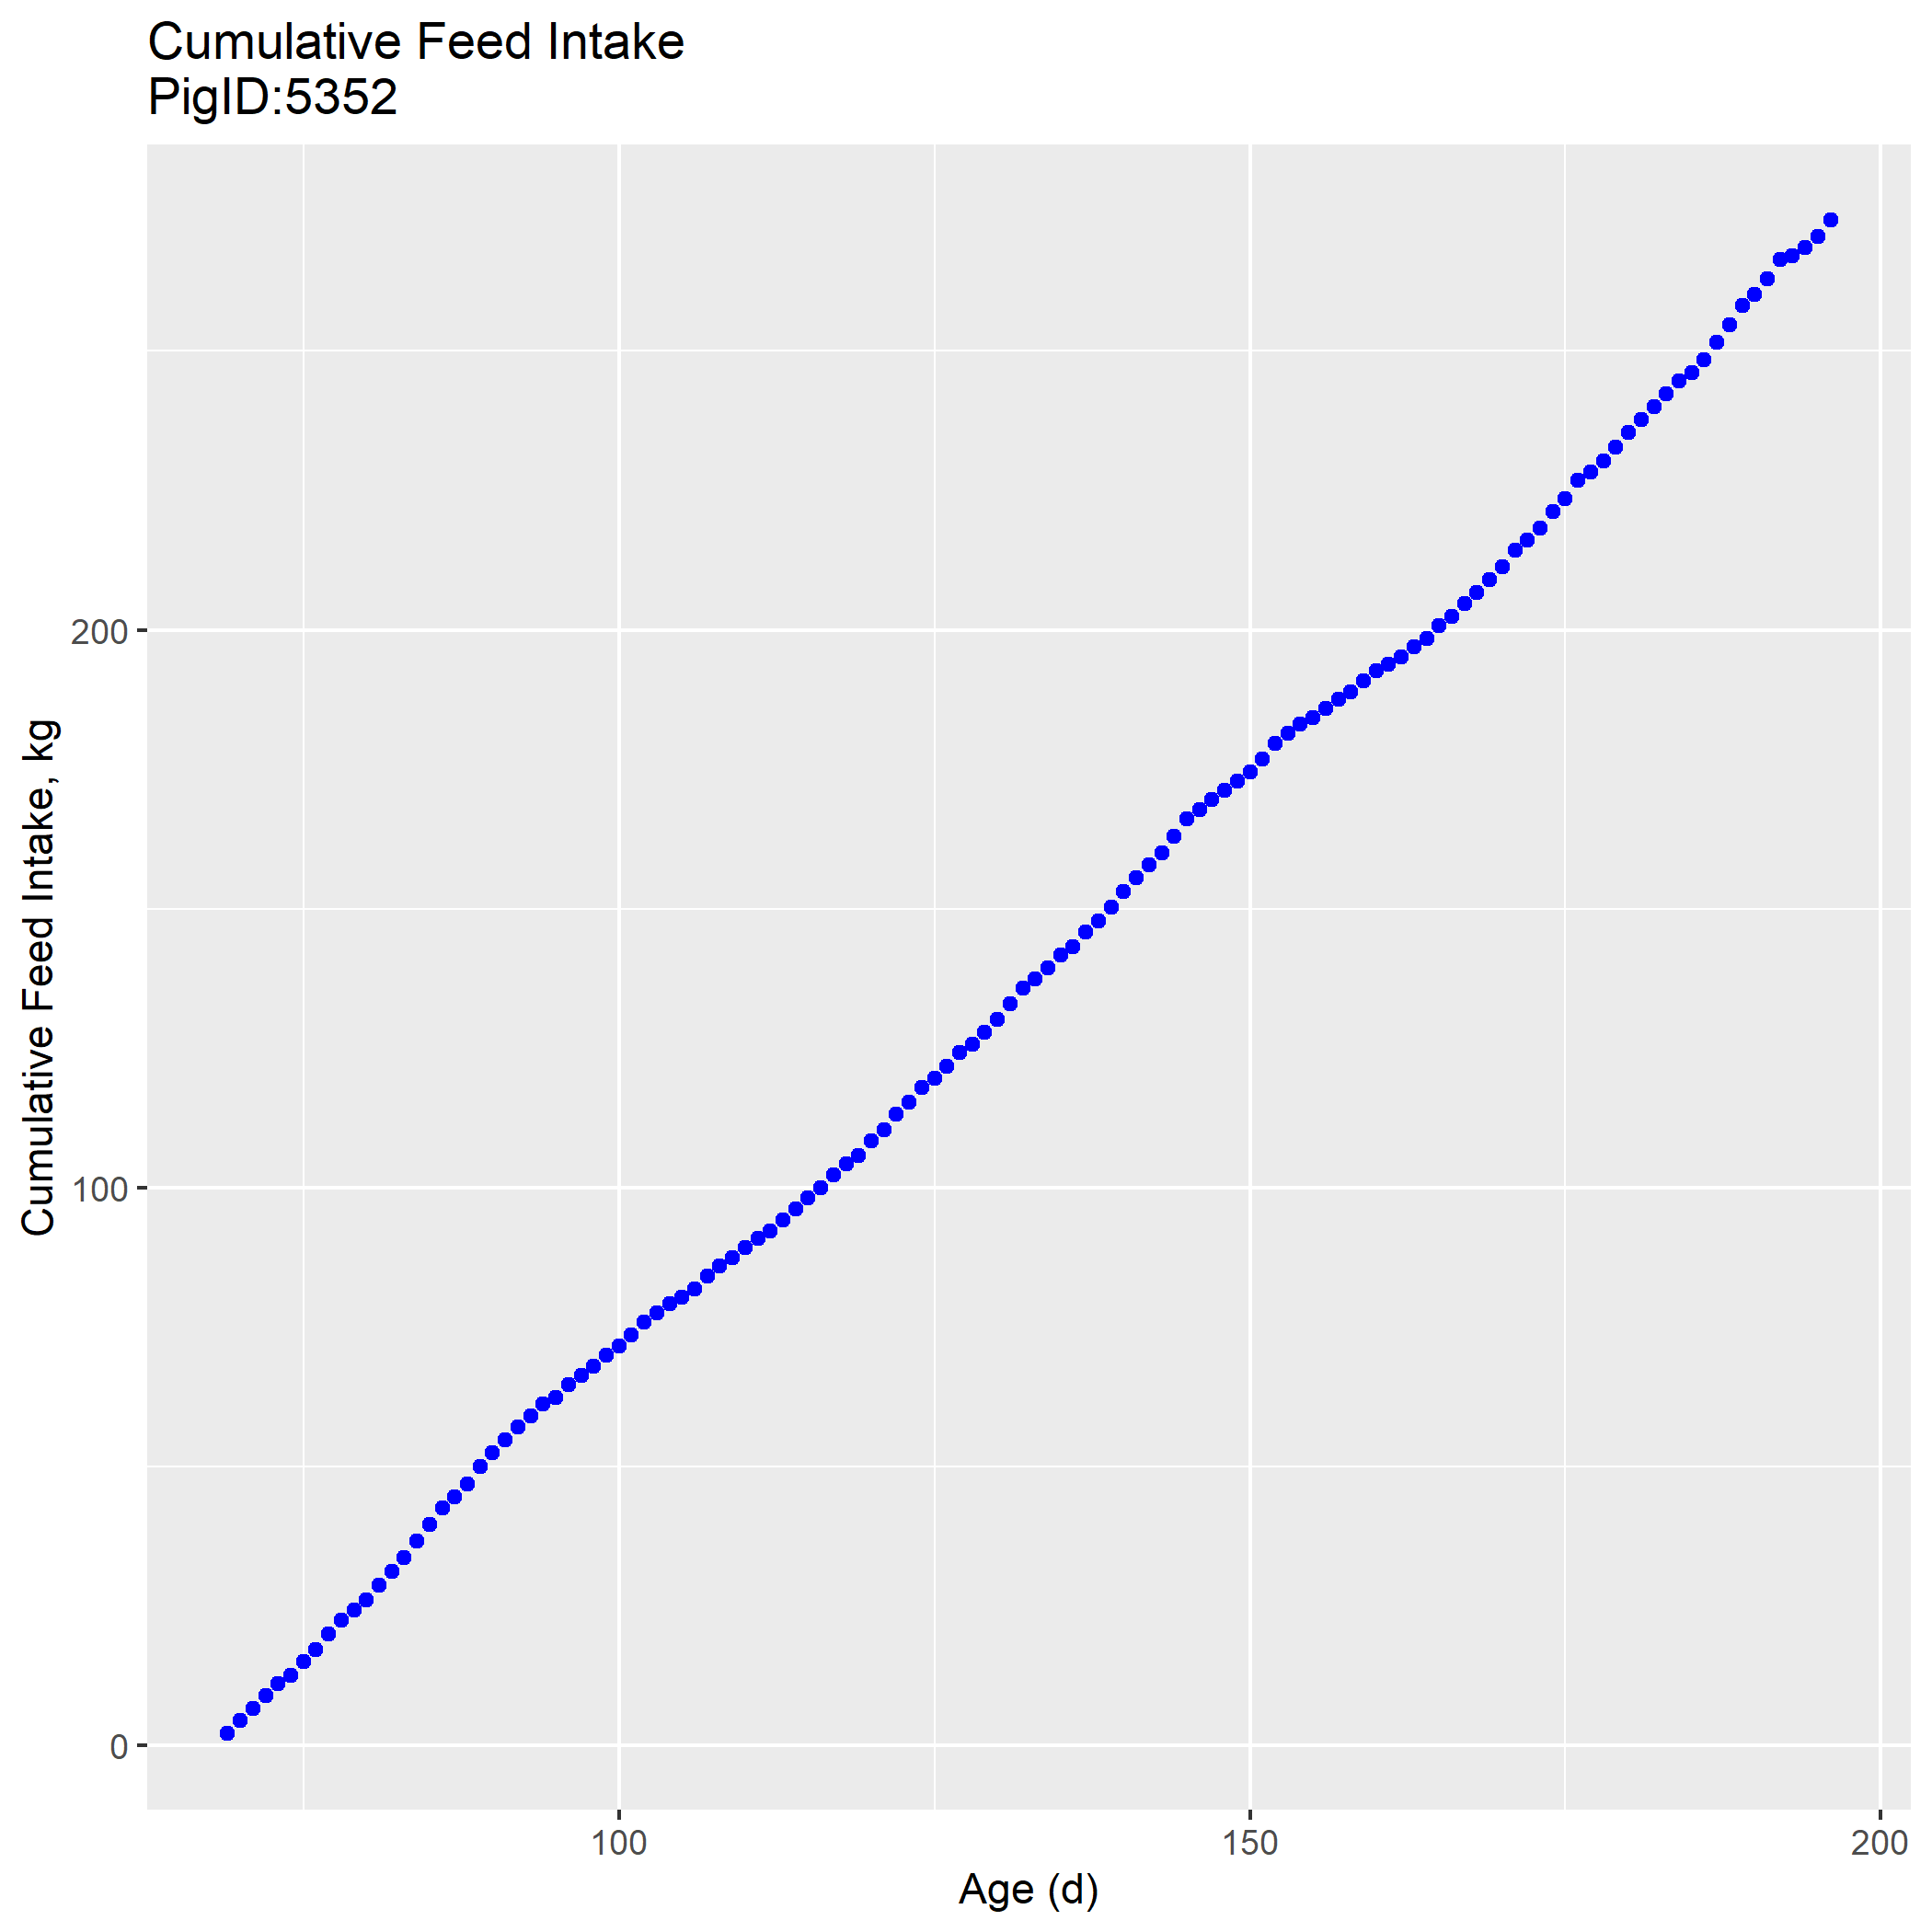 Cumulative Feed Intake
PigID:5352
Cumulative Feed Intake, kg
200
100
0
100
150
200
Age (d)